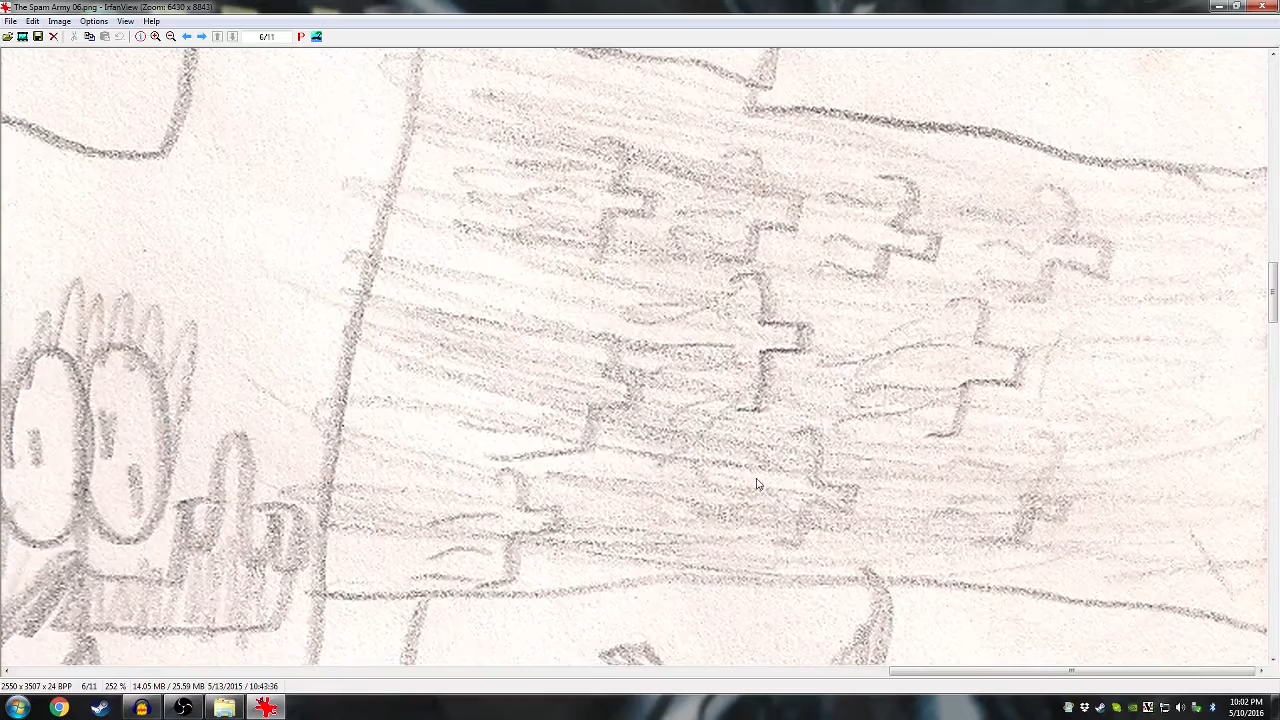 The Spam Army 06.png - IrfanView (Zoom: 6430 x 8843)
File Edit Image Options View Help
6/11
2550 x 3507 x 24 BPP 6/11 252 % 14.05 MB / 25.59 MB 5/13/2015 / 10:43:36
10:02 PM
5/10/2016